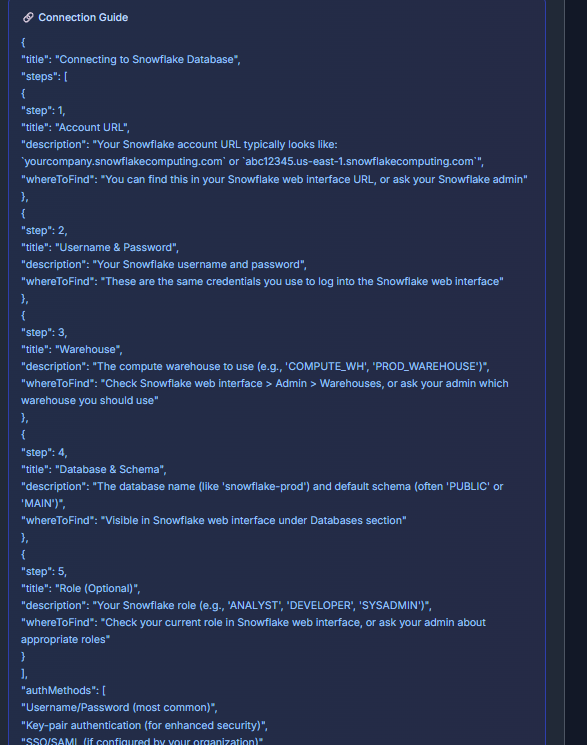 🔗 Connection Guide
{
"title": "Connecting to Snowflake Database",
"steps": [
{
"step": 1,
"title": "Account URL",
"description": "Your Snowflake account URL typically looks like:
`yourcompany.snowflakecomputing.com` or `abc12345.us-east-1.snowflakecomputing.com`",
"whereToFind": "You can find this in your Snowflake web interface URL, or ask your Snowflake admin"
},
{
"step": 2,
"title": "Username & Password",
"description": "Your Snowflake username and password",
"whereToFind": "These are the same credentials you use to log into the Snowflake web interface"
},
{
"step": 3,
"title": "Warehouse",
"description": "The compute warehouse to use (e.g., 'COMPUTE_WH', 'PROD_WAREHOUSE')",
"whereToFind": "Check Snowflake web interface > Admin > Warehouses, or ask your admin which
warehouse you should use"
},
{
"step": 4,
"title": "Database & Schema",
"description": "The database name (like 'snowflake-prod') and default schema (often 'PUBLIC' or
'MAIN')",
"whereToFind": "Visible in Snowflake web interface under Databases section"
},
{
"step": 5,
"title": "Role (Optional)",
"description": "Your Snowflake role (e.g., 'ANALYST', 'DEVELOPER', 'SYSADMIN')",
"whereToFind": "Check your current role in Snowflake web interface, or ask your admin about
appropriate roles"
}
],
"authMethods": [
"Username/Password (most common)",
"Key-pair authentication (for enhanced security)",
"SSO/SAML (if configured by your organization)"